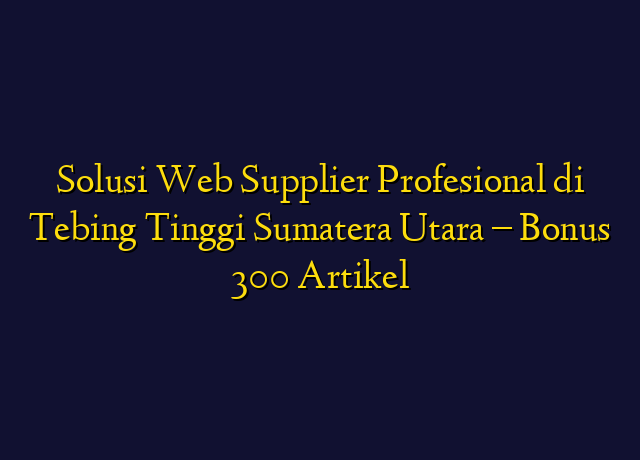 Solusi Web Supplier Profesional di
Tebing Tinggi Sumatera Utara – Bonus
300 Artikel